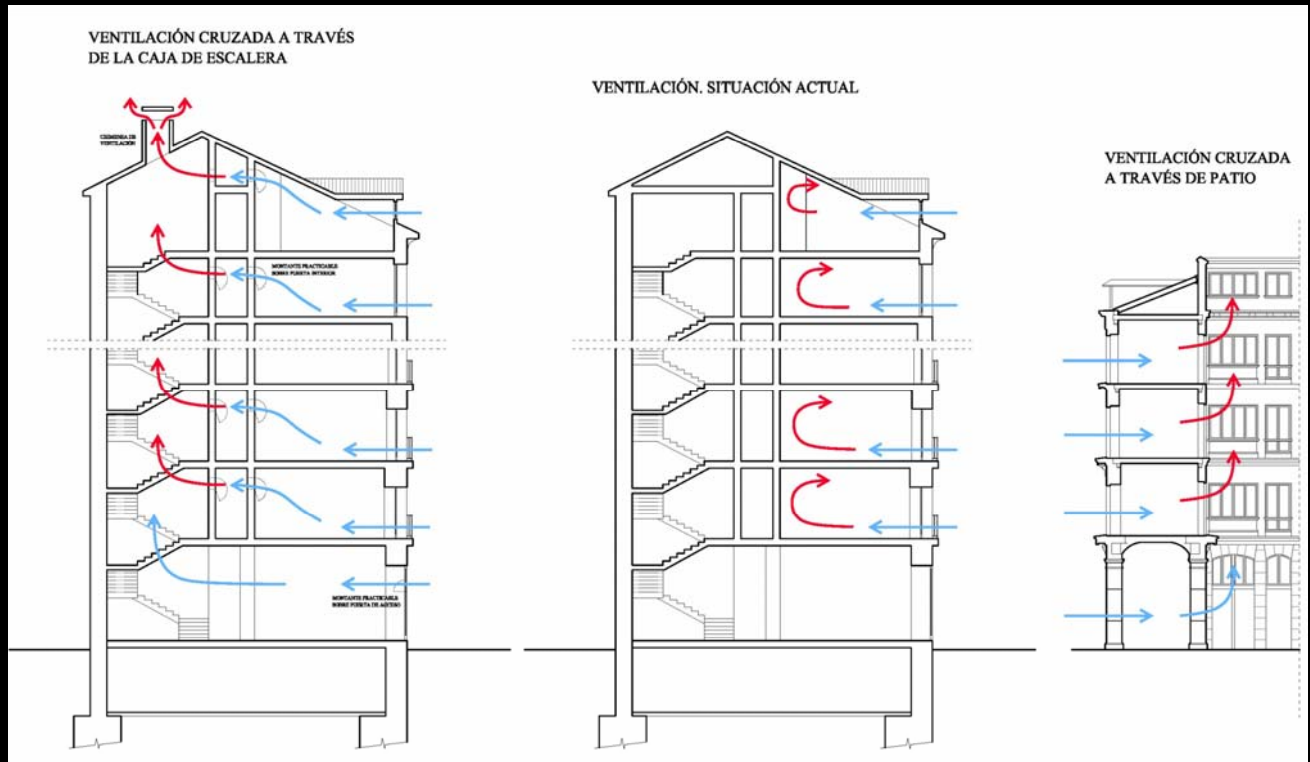 VENTILACIÓN CRUZADA A TRAVÉS
DE LA CAJA DE ESCALERA
CHIMENEA DE
VENTILACIÓN
MONTANTE PRACTICABLE
SOBRE PUERTA INTERIOR
MONTANTE PRACTICABLE
SOBRE PUERTA DE ACCESO
VENTILACIÓN. SITUACIÓN ACTUAL
VENTILACIÓN CRUZADA
A TRAVÉS DE PATIO